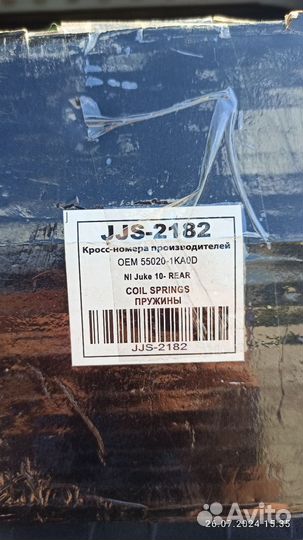 JJS-2182
Кросс-номера производителей
OEM 55020-1KA0D
NI Juke 10- REAR
COIL SPRINGS
ПРУЖИНЫ
JJS-2182
26.07.2024 15:35
Avito